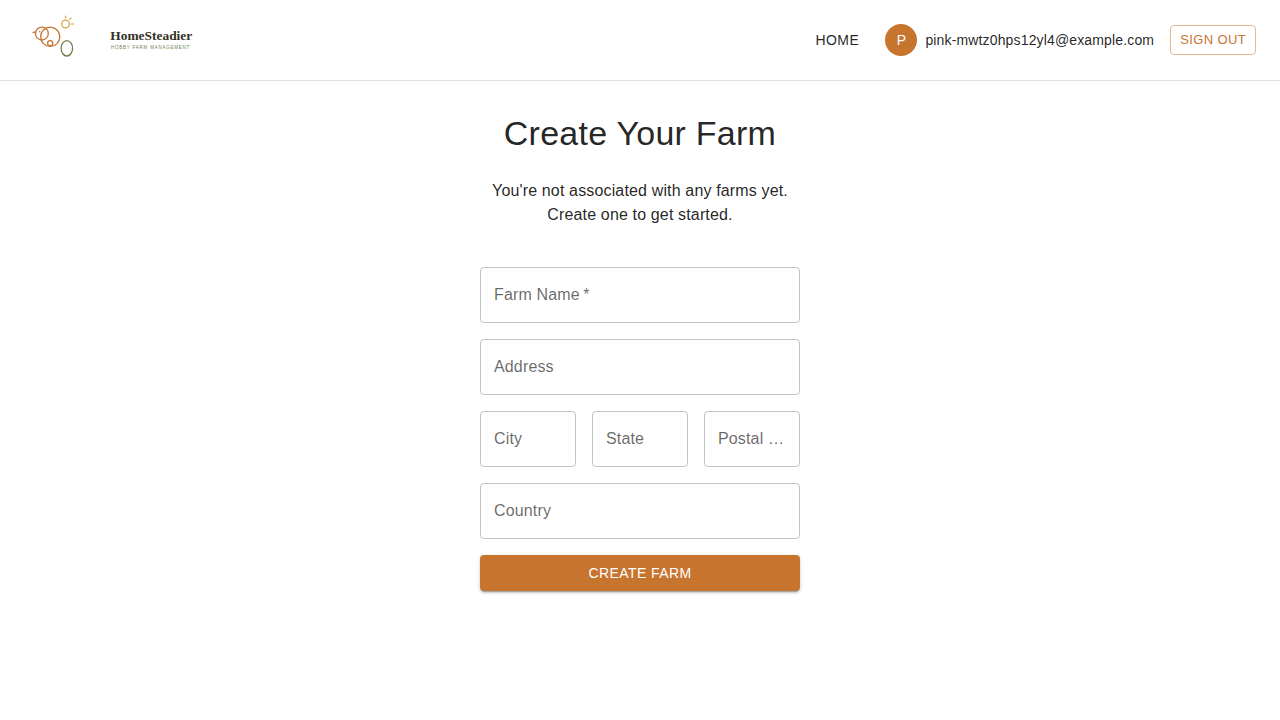 HomeSteadier
HOBBY FARM MANAGEMENT
HOME
P
pink-mwtz0hps12yl4@example.com
SIGN OUT
Create Your Farm
You're not associated with any farms yet.
Create one to get started.
Farm Name *
Address
City
State
Postal …
Country
CREATE FARM